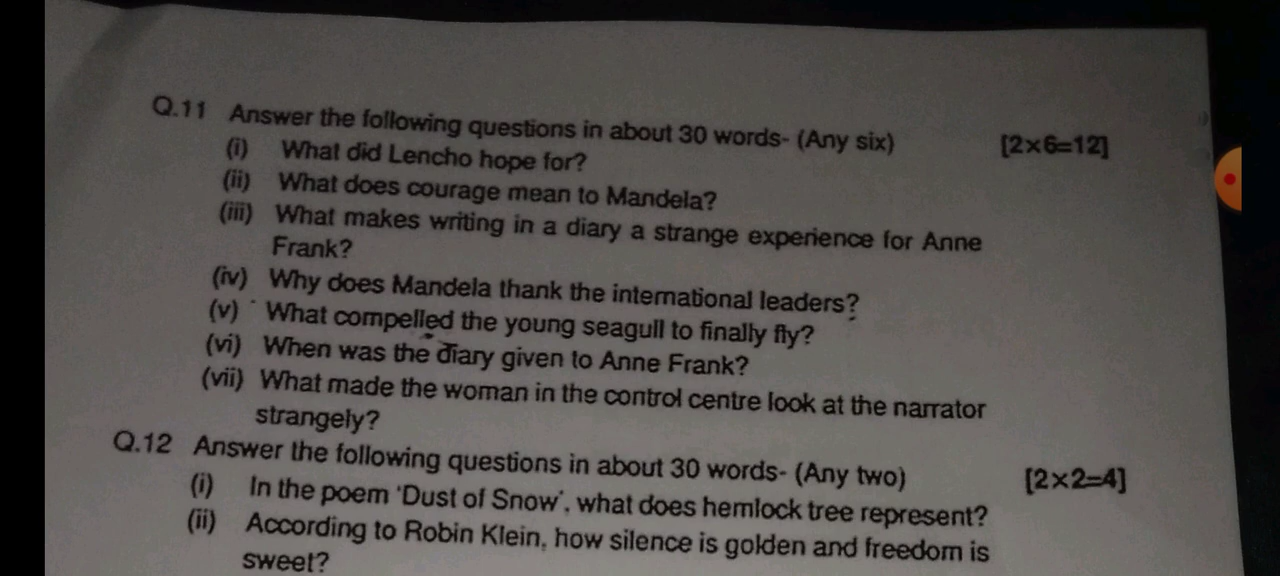 Q.11 Answer the following questions in about 30 words- (Any six) [2×6=12]
(i) What did Lencho hope for?
(ii) What does courage mean to Mandela?
(iii) What makes writing in a diary a strange experience for Anne
Frank?
(iv) Why does Mandela thank the international leaders?
(v) What compelled the young seagull to finally fly?
(vi) When was the diary given to Anne Frank?
(vii) What made the woman in the control centre look at the narrator
strangely?
Q.12 Answer the following questions in about 30 words- (Any two) [2×2=4]
(i) In the poem 'Dust of Snow', what does hemlock tree represent?
(ii) According to Robin Klein, how silence is golden and freedom is
sweet?